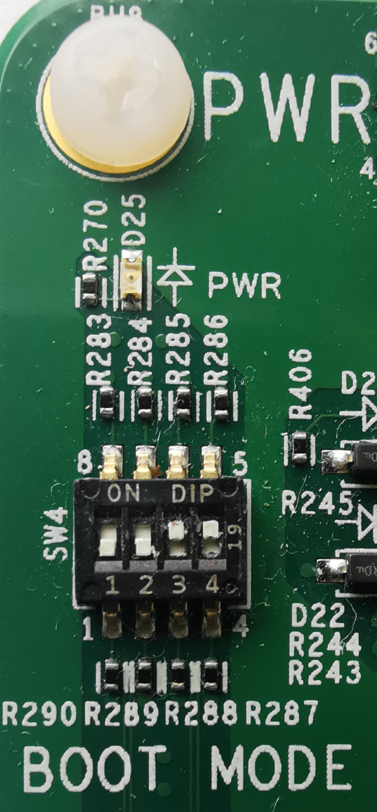 PWR
R270
D25
PWR
R283
R284
R285
R286
R406
8
5
ON DIP
SW4
19
1 2 3 4
1
4
R245
D22
R244
R243
R290 R289 R288 R287
BOOT MODE